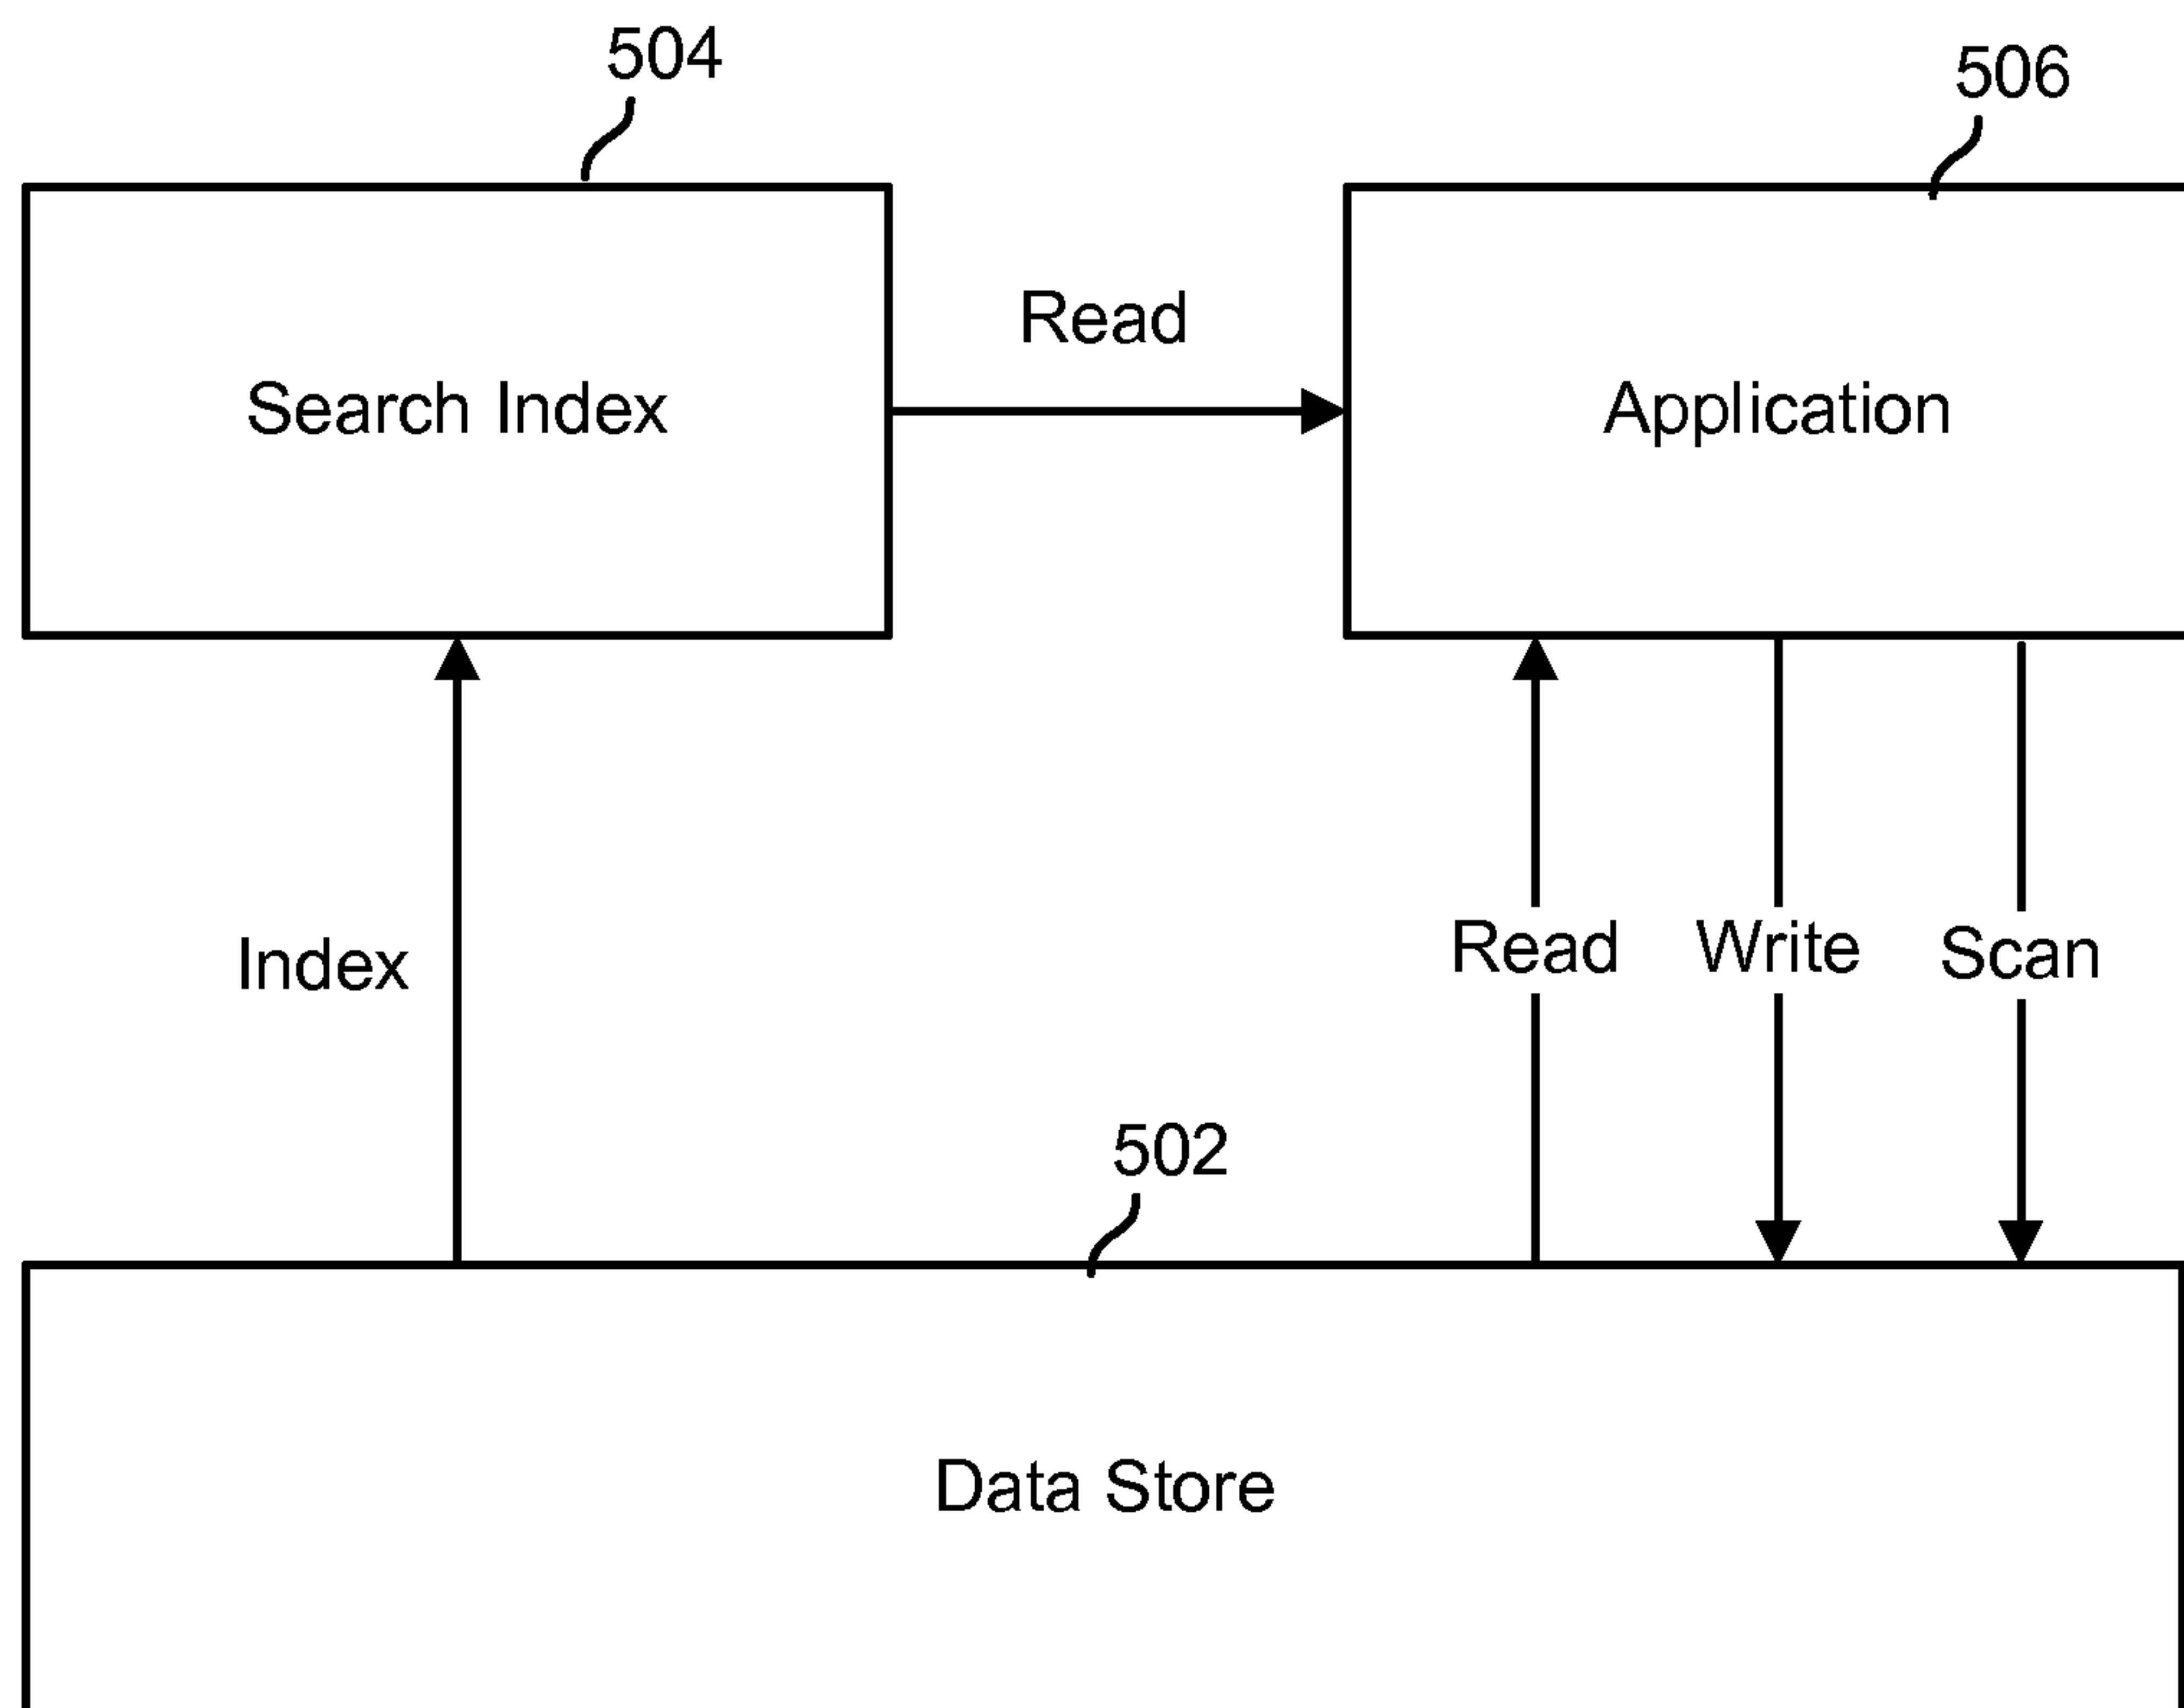 504
506
Read
Search Index
Application
Read
Write
Scan
Index
502
Data Store